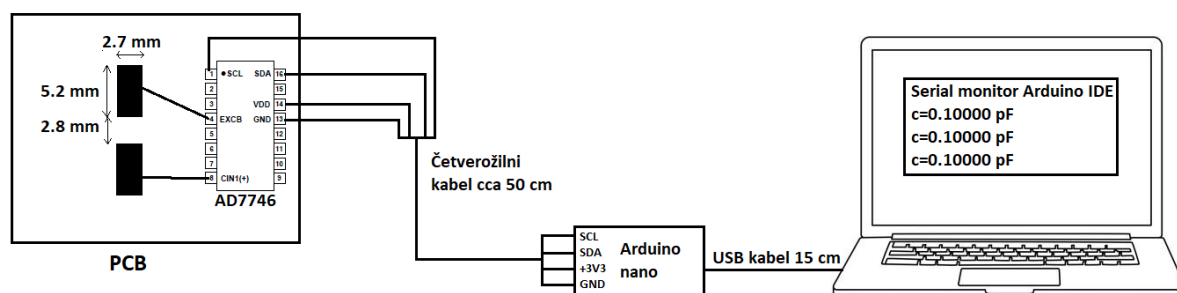 2.7 mm
5.2 mm
2.8 mm
1 •SCL SDA 16
2 15
3 VDD 14
4 EXCB GND 13
5 12
6 11
7 10
8 CIN1(+) 9
AD7746
PCB
Četverožilni
kabel cca 50 cm
SCL
SDA
+3V3
GND
Arduino
nano
USB kabel 15 cm
Serial monitor Arduino IDE
c=0.10000 pF
c=0.10000 pF
c=0.10000 pF